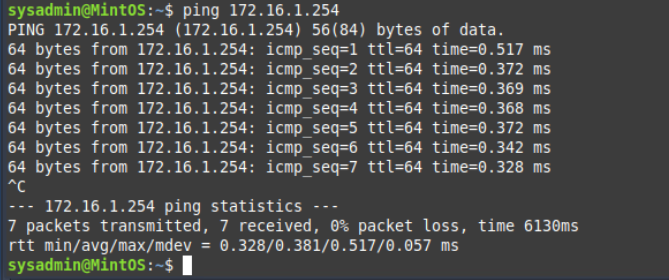 sysadmin@MintOS:~$ ping 172.16.1.254
PING 172.16.1.254 (172.16.1.254) 56(84) bytes of data.
64 bytes from 172.16.1.254: icmp_seq=1 ttl=64 time=0.517 ms
64 bytes from 172.16.1.254: icmp_seq=2 ttl=64 time=0.372 ms
64 bytes from 172.16.1.254: icmp_seq=3 ttl=64 time=0.369 ms
64 bytes from 172.16.1.254: icmp_seq=4 ttl=64 time=0.368 ms
64 bytes from 172.16.1.254: icmp_seq=5 ttl=64 time=0.372 ms
64 bytes from 172.16.1.254: icmp_seq=6 ttl=64 time=0.342 ms
64 bytes from 172.16.1.254: icmp_seq=7 ttl=64 time=0.328 ms
^C
--- 172.16.1.254 ping statistics ---
7 packets transmitted, 7 received, 0% packet loss, time 6130ms
rtt min/avg/max/mdev = 0.328/0.381/0.517/0.057 ms
sysadmin@MintOS:~$